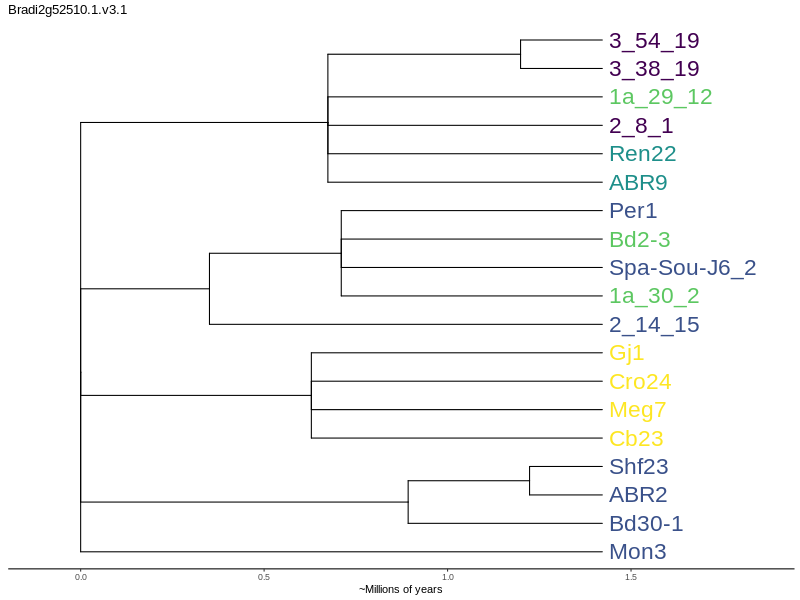 Bradi2g52510.1.v3.1
3_54_19
3_38_19
1a_29_12
2_8_1
Ren22
ABR9
Per1
Bd2-3
Spa-Sou-J6_2
1a_30_2
2_14_15
Gj1
Cro24
Meg7
Cb23
Shf23
ABR2
Bd30-1
Mon3
0.0 0.5 1.0 1.5
~Millions of years